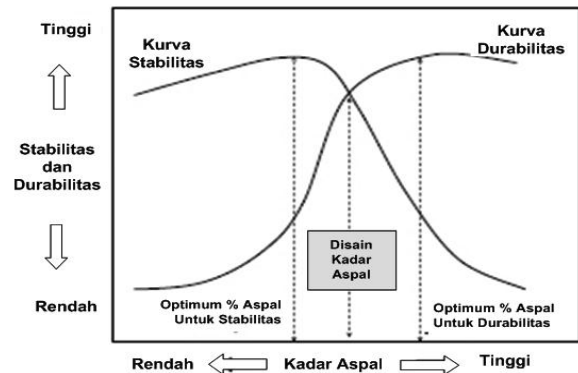 Tinggi
Kurva
Stabilitas
Kurva
Durabilitas
Stabilitas
dan
Durabilitas
Disain
Kadar
Aspal
Rendah
Optimum % Aspal
Untuk Stabilitas
Optimum % Aspal
Untuk Durabilitas
Rendah
Kadar Aspal
Tinggi